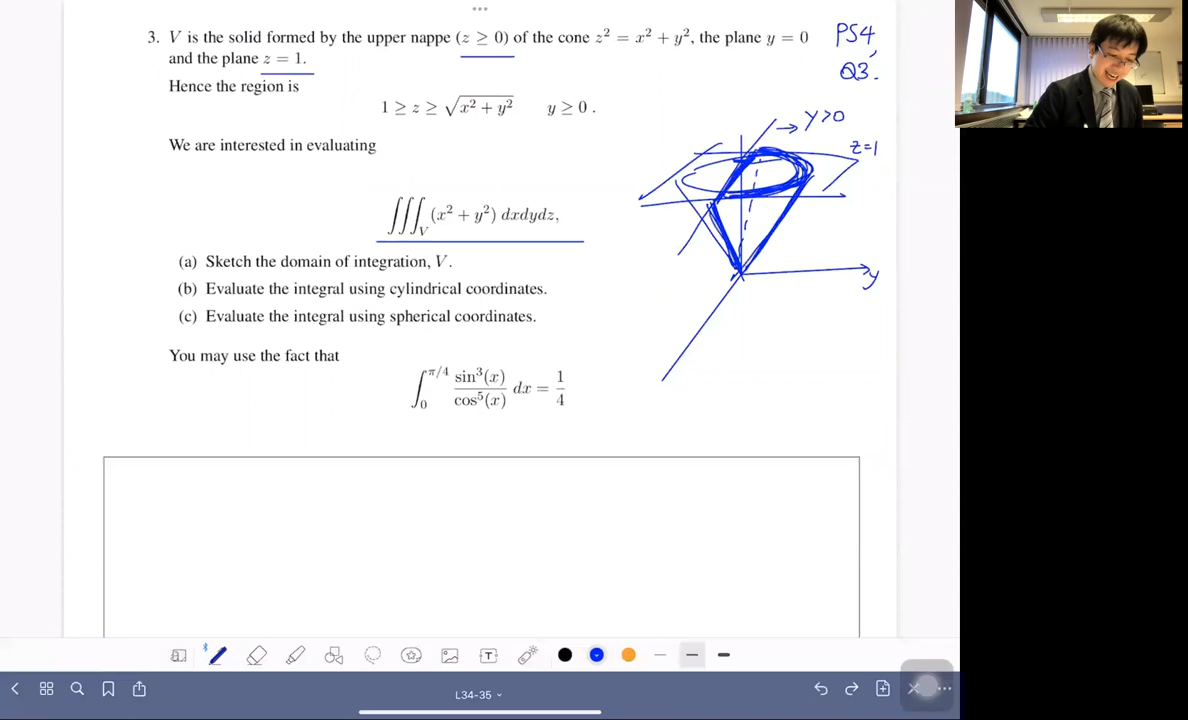 3. V is the solid formed by the upper nappe (z ≥ 0) of the cone z² = x² + y², the plane y = 0
and the plane z = 1.
Hence the region is
1 ≥ z ≥ √(x² + y²)   y ≥ 0 .
We are interested in evaluating
∭_V (x² + y²) dxdydz,
(a) Sketch the domain of integration, V.
(b) Evaluate the integral using cylindrical coordinates.
(c) Evaluate the integral using spherical coordinates.
You may use the fact that
∫₀^{π/4} sin³(x)/cos⁵(x) dx = 1/4
PS4,
Q3.
→ y>0
z=1
y
L34-35